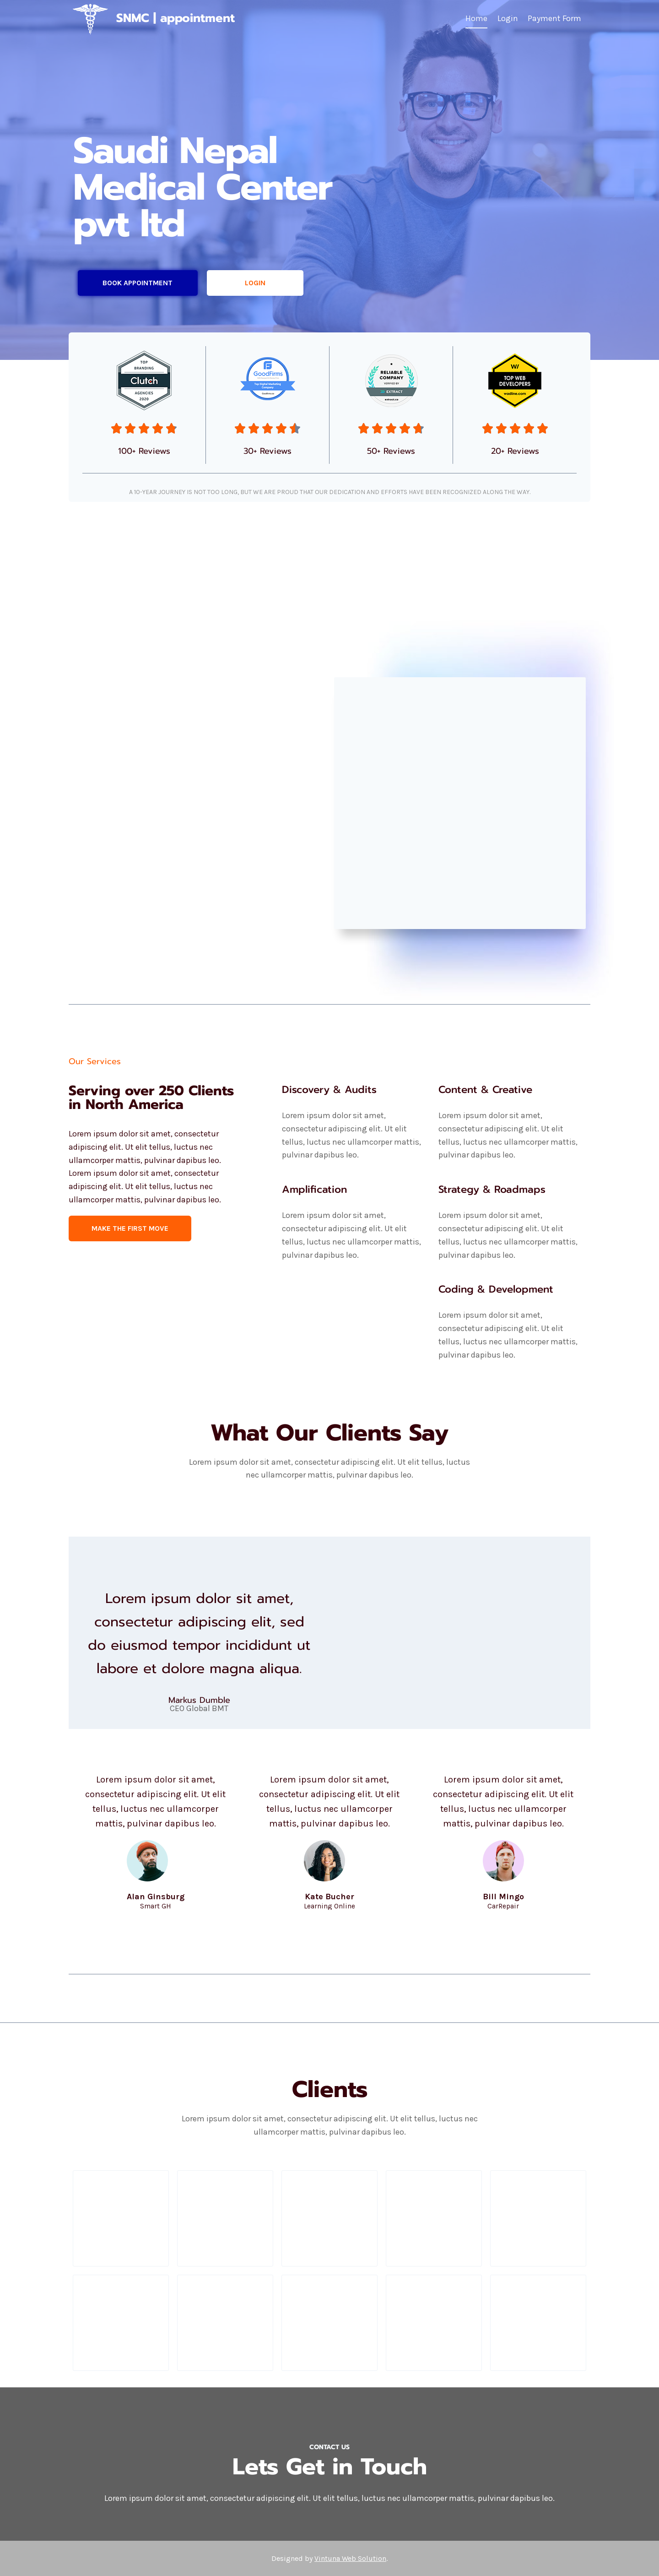 SNMC | appointment
Home Login Payment Form
Saudi Nepal
Medical Center
pvt ltd
BOOK APPOINTMENT
LOGIN
TOP
BRANDING
Clutch
AGENCIES
2020
GoodFirms
RELIABLE
COMPANY
EXTRACT
W/
TOP WEB
DEVELOPERS
100+ Reviews
30+ Reviews
50+ Reviews
20+ Reviews
A 10-YEAR JOURNEY IS NOT TOO LONG, BUT WE ARE PROUD THAT OUR DEDICATION AND EFFORTS HAVE BEEN RECOGNIZED ALONG THE WAY.
Our Services
Serving over 250 Clients
in North America
Lorem ipsum dolor sit amet, consectetur
adipiscing elit. Ut elit tellus, luctus nec
ullamcorper mattis, pulvinar dapibus leo.
Lorem ipsum dolor sit amet, consectetur
adipiscing elit. Ut elit tellus, luctus nec
ullamcorper mattis, pulvinar dapibus leo.
MAKE THE FIRST MOVE
Discovery & Audits
Lorem ipsum dolor sit amet,
consectetur adipiscing elit. Ut elit
tellus, luctus nec ullamcorper mattis,
pulvinar dapibus leo.
Amplification
Lorem ipsum dolor sit amet,
consectetur adipiscing elit. Ut elit
tellus, luctus nec ullamcorper mattis,
pulvinar dapibus leo.
Content & Creative
Lorem ipsum dolor sit amet,
consectetur adipiscing elit. Ut elit
tellus, luctus nec ullamcorper mattis,
pulvinar dapibus leo.
Strategy & Roadmaps
Lorem ipsum dolor sit amet,
consectetur adipiscing elit. Ut elit
tellus, luctus nec ullamcorper mattis,
pulvinar dapibus leo.
Coding & Development
Lorem ipsum dolor sit amet,
consectetur adipiscing elit. Ut elit
tellus, luctus nec ullamcorper mattis,
pulvinar dapibus leo.
What Our Clients Say
Lorem ipsum dolor sit amet, consectetur adipiscing elit. Ut elit tellus, luctus
nec ullamcorper mattis, pulvinar dapibus leo.
Lorem ipsum dolor sit amet,
consectetur adipiscing elit, sed
do eiusmod tempor incididunt ut
labore et dolore magna aliqua.
Markus Dumble
CEO Global BMT
Lorem ipsum dolor sit amet,
consectetur adipiscing elit. Ut elit
tellus, luctus nec ullamcorper
mattis, pulvinar dapibus leo.
Alan Ginsburg
Smart GH
Lorem ipsum dolor sit amet,
consectetur adipiscing elit. Ut elit
tellus, luctus nec ullamcorper
mattis, pulvinar dapibus leo.
Kate Bucher
Learning Online
Lorem ipsum dolor sit amet,
consectetur adipiscing elit. Ut elit
tellus, luctus nec ullamcorper
mattis, pulvinar dapibus leo.
Bill Mingo
CarRepair
Clients
Lorem ipsum dolor sit amet, consectetur adipiscing elit. Ut elit tellus, luctus nec
ullamcorper mattis, pulvinar dapibus leo.
CONTACT US
Lets Get in Touch
Lorem ipsum dolor sit amet, consectetur adipiscing elit. Ut elit tellus, luctus nec ullamcorper mattis, pulvinar dapibus leo.
Designed by Vintuna Web Solution.